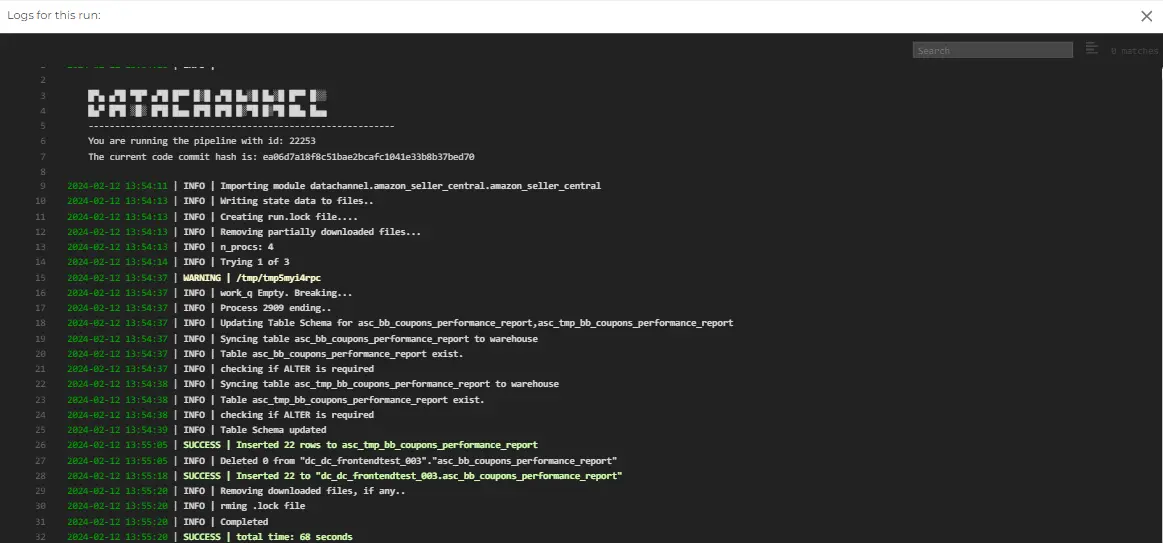 Logs for this run:
Search
0 matches
2
3
4
5 ----------------------------------------------------------
6 You are running the pipeline with id: 22253
7 The current code commit hash is: ea06d7a18f8c51bae2bcafc1041e33b8b37bed70
8
9 2024-02-12 13:54:11 | INFO | Importing module datachannel.amazon_seller_central.amazon_seller_central
10 2024-02-12 13:54:13 | INFO | Writing state data to files..
11 2024-02-12 13:54:13 | INFO | Creating run.lock file....
12 2024-02-12 13:54:13 | INFO | Removing partially downloaded files...
13 2024-02-12 13:54:13 | INFO | n_procs: 4
14 2024-02-12 13:54:14 | INFO | Trying 1 of 3
15 2024-02-12 13:54:37 | WARNING | /tmp/tmp5myi4rpc
16 2024-02-12 13:54:37 | INFO | work_q Empty. Breaking...
17 2024-02-12 13:54:37 | INFO | Process 2909 ending..
18 2024-02-12 13:54:37 | INFO | Updating Table Schema for asc_bb_coupons_performance_report,asc_tmp_bb_coupons_performance_report
19 2024-02-12 13:54:37 | INFO | Syncing table asc_bb_coupons_performance_report to warehouse
20 2024-02-12 13:54:37 | INFO | Table asc_bb_coupons_performance_report exist.
21 2024-02-12 13:54:37 | INFO | checking if ALTER is required
22 2024-02-12 13:54:38 | INFO | Syncing table asc_tmp_bb_coupons_performance_report to warehouse
23 2024-02-12 13:54:38 | INFO | Table asc_tmp_bb_coupons_performance_report exist.
24 2024-02-12 13:54:38 | INFO | checking if ALTER is required
25 2024-02-12 13:54:39 | INFO | Table Schema updated
26 2024-02-12 13:55:05 | SUCCESS | Inserted 22 rows to asc_tmp_bb_coupons_performance_report
27 2024-02-12 13:55:05 | INFO | Deleted 0 from "dc_dc_frontendtest_003"."asc_bb_coupons_performance_report"
28 2024-02-12 13:55:18 | SUCCESS | Inserted 22 to "dc_dc_frontendtest_003.asc_bb_coupons_performance_report"
29 2024-02-12 13:55:20 | INFO | Removing downloaded files, if any..
30 2024-02-12 13:55:20 | INFO | rming .lock file
31 2024-02-12 13:55:20 | INFO | Completed
32 2024-02-12 13:55:20 | SUCCESS | total time: 68 seconds